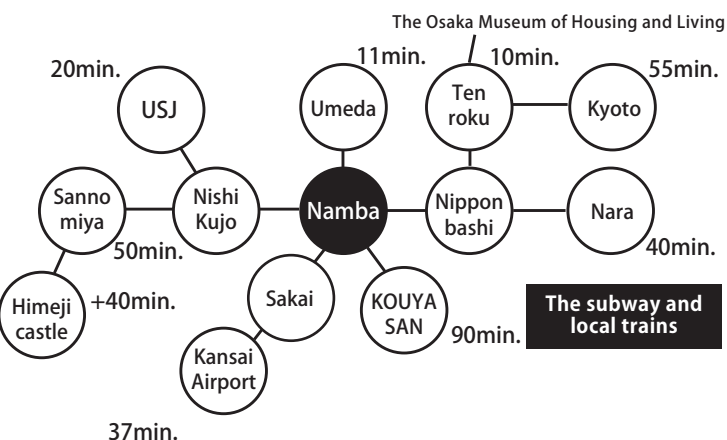 The Osaka Museum of Housing and Living
11min.
10min.
20min.
55min.
USJ
Umeda
Ten
roku
Kyoto
Sanno
miya
Nishi
Kujo
Namba
Nippon
bashi
Nara
50min.
40min.
Himeji
castle
+40min.
Sakai
KOUYA
SAN
90min.
The subway and
local trains
Kansai
Airport
37min.